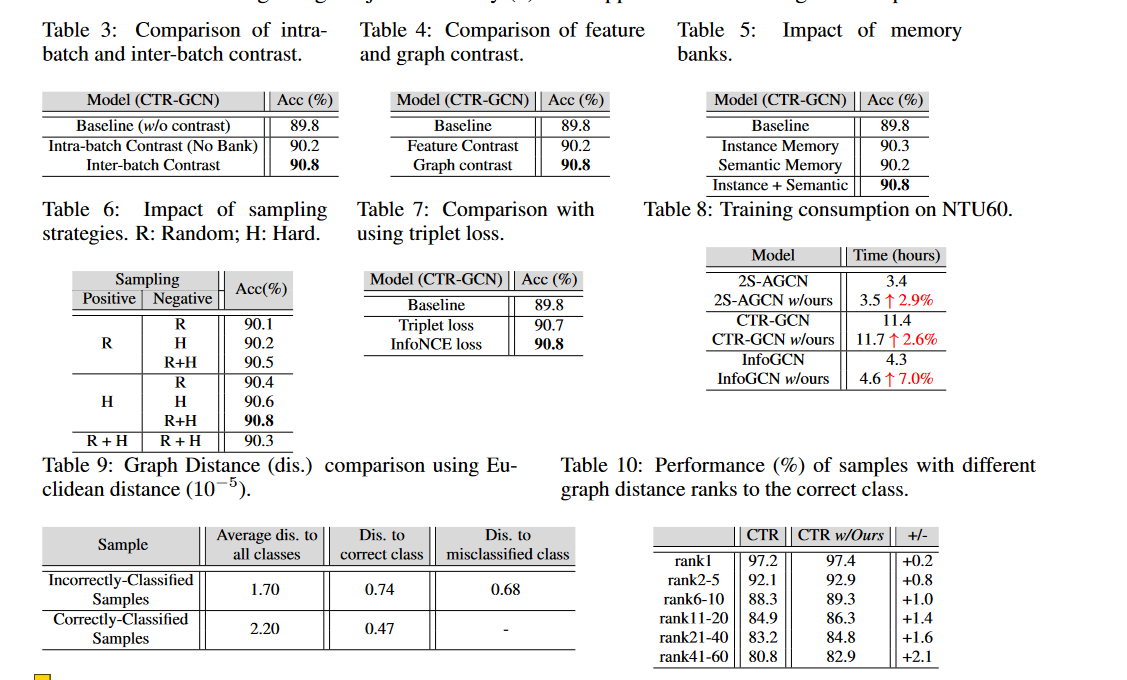 Table 3: Comparison of intra-
batch and inter-batch contrast.
Model (CTR-GCN) Acc (%)
Baseline (w/o contrast) 89.8
Intra-batch Contrast (No Bank) 90.2
Inter-batch Contrast 90.8
Table 4: Comparison of feature
and graph contrast.
Model (CTR-GCN) Acc (%)
Baseline 89.8
Feature Contrast 90.2
Graph contrast 90.8
Table 5: Impact of memory
banks.
Model (CTR-GCN) Acc (%)
Baseline 89.8
Instance Memory 90.3
Semantic Memory 90.2
Instance + Semantic 90.8
Table 6: Impact of sampling
strategies. R: Random; H: Hard.
Sampling Acc(%)
Positive Negative
R 90.1
R H 90.2
R+H 90.5
R 90.4
H H 90.6
R+H 90.8
R + H R + H 90.3
Table 7: Comparison with
using triplet loss.
Model (CTR-GCN) Acc (%)
Baseline 89.8
Triplet loss 90.7
InfoNCE loss 90.8
Table 8: Training consumption on NTU60.
Model Time (hours)
2S-AGCN 3.4
2S-AGCN w/ours 3.5 ↑ 2.9%
CTR-GCN 11.4
CTR-GCN w/ours 11.7 ↑ 2.6%
InfoGCN 4.3
InfoGCN w/ours 4.6 ↑ 7.0%
Table 9: Graph Distance (dis.) comparison using Eu-
clidean distance (10⁻⁵).
Sample Average dis. to all classes Dis. to correct class Dis. to misclassified class
Incorrectly-Classified
Samples 1.70 0.74 0.68
Correctly-Classified
Samples 2.20 0.47 -
Table 10: Performance (%) of samples with different
graph distance ranks to the correct class.
CTR CTR w/Ours +/-
rank1 97.2 97.4 +0.2
rank2-5 92.1 92.9 +0.8
rank6-10 88.3 89.3 +1.0
rank11-20 84.9 86.3 +1.4
rank21-40 83.2 84.8 +1.6
rank41-60 80.8 82.9 +2.1